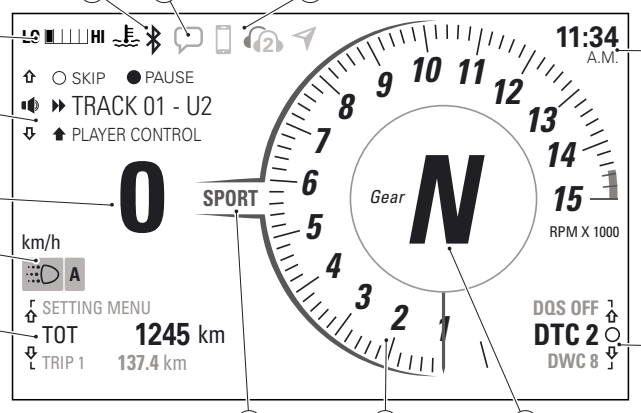 LO HI
2
11:34
A.M.
SKIP PAUSE
TRACK 01 - U2
PLAYER CONTROL
0
km/h
A
SPORT
Gear N
1
2
3
4
5
6
7
8
9
10
11
12
13
14
15
RPM X 1000
SETTING MENU
TOT 1245 km
TRIP 1 137.4 km
DQS OFF
DTC 2
DWC 8